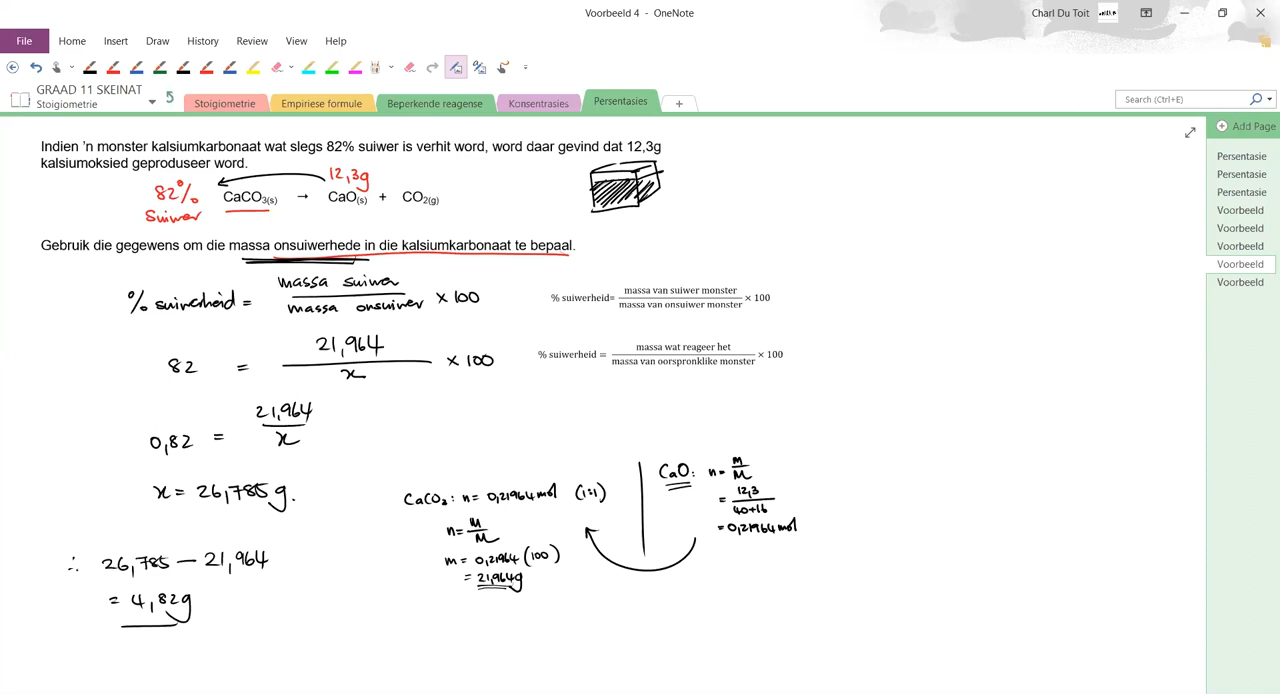 Voorbeeld 4 - OneNote
Charl Du Toit
File Home Insert Draw History Review View Help
GRAAD 11 SKEINAT
Stoigiometrie
Stoigiometrie Empiriese formule Beperkende reagense Konsentrasies Persentasies +
Search (Ctrl+E)
Add Page
Persentasie
Persentasie
Persentasie
Voorbeeld
Voorbeeld
Voorbeeld
Voorbeeld
Voorbeeld
Indien 'n monster kalsiumkarbonaat wat slegs 82% suiwer is verhit word, word daar gevind dat 12,3g
kalsiumoksied geproduseer word.
12,3g
82%
suiwer
CaCO3(s) → CaO(s) + CO2(g)
Gebruik die gegewens om die massa onsuiwerhede in die kalsiumkarbonaat te bepaal.
% suiwerheid = massa suiwer / massa onsuiwer × 100
% suiwerheid= massa van suiwer monster / massa van onsuiwer monster × 100
82 = 21,964 / x × 100
% suiwerheid = massa wat reageer het / massa van oorspronklike monster × 100
0,82 = 21,964 / x
x = 26,785g.
∴ 26,785 — 21,964
= 4,82g
CaCO3: n = 0,21964 mol (1:1)
n = m / M
m = 0,21964 (100)
= 21,964g
CaO: n = m / M
= 12,3 / 40+16
= 0,21964 mol